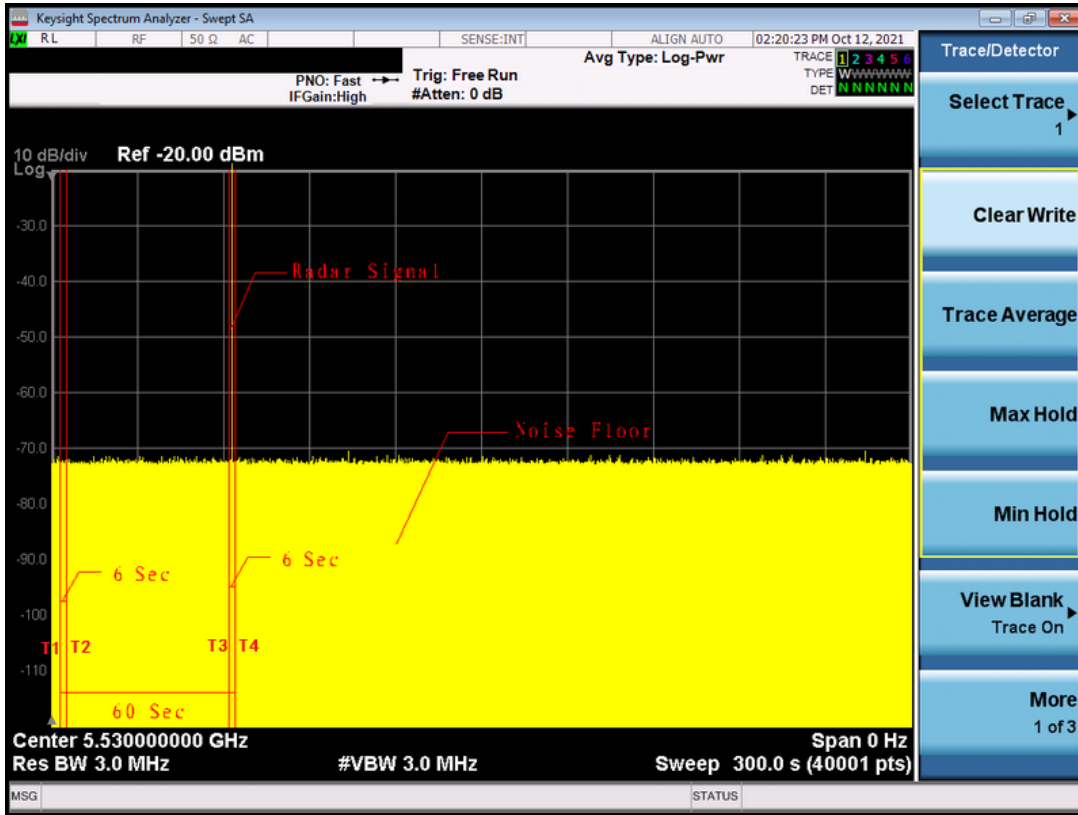 Keysight Spectrum Analyzer - Swept SA
LXI RL RF 50 Ω AC SENSE:INT ALIGN AUTO 02:20:23 PM Oct 12, 2021
Avg Type: Log-Pwr
TRACE 1 2 3 4 5 6
PNO: Fast Trig: Free Run
TYPE WWWWWW
IFGain:High #Atten: 0 dB
DET N N N N N N
Trace/Detector
Select Trace
1
Clear Write
Trace Average
Max Hold
Min Hold
View Blank
Trace On
More
1 of 3
10 dB/div Ref -20.00 dBm
Log
-30.0
Radar Signal
-40.0
-50.0
-60.0
Noise Floor
-70.0
-80.0
-90.0
6 Sec
6 Sec
-100
T1 T2 T3 T4
-110
60 Sec
Center 5.530000000 GHz Span 0 Hz
Res BW 3.0 MHz #VBW 3.0 MHz Sweep 300.0 s (40001 pts)
MSG STATUS